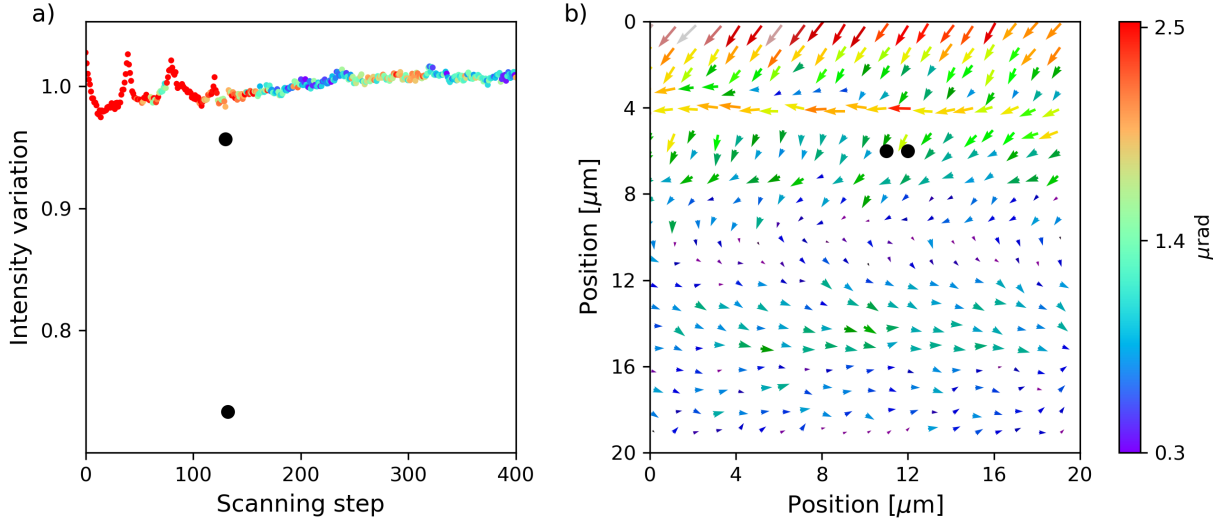 a)
1.0
0.9
0.8
Intensity variation
0 100 200 300 400
Scanning step
b)
0
4
8
12
16
20
Position [μm]
0 4 8 12 16 20
Position [μm]
2.5
1.4
0.3
μrad